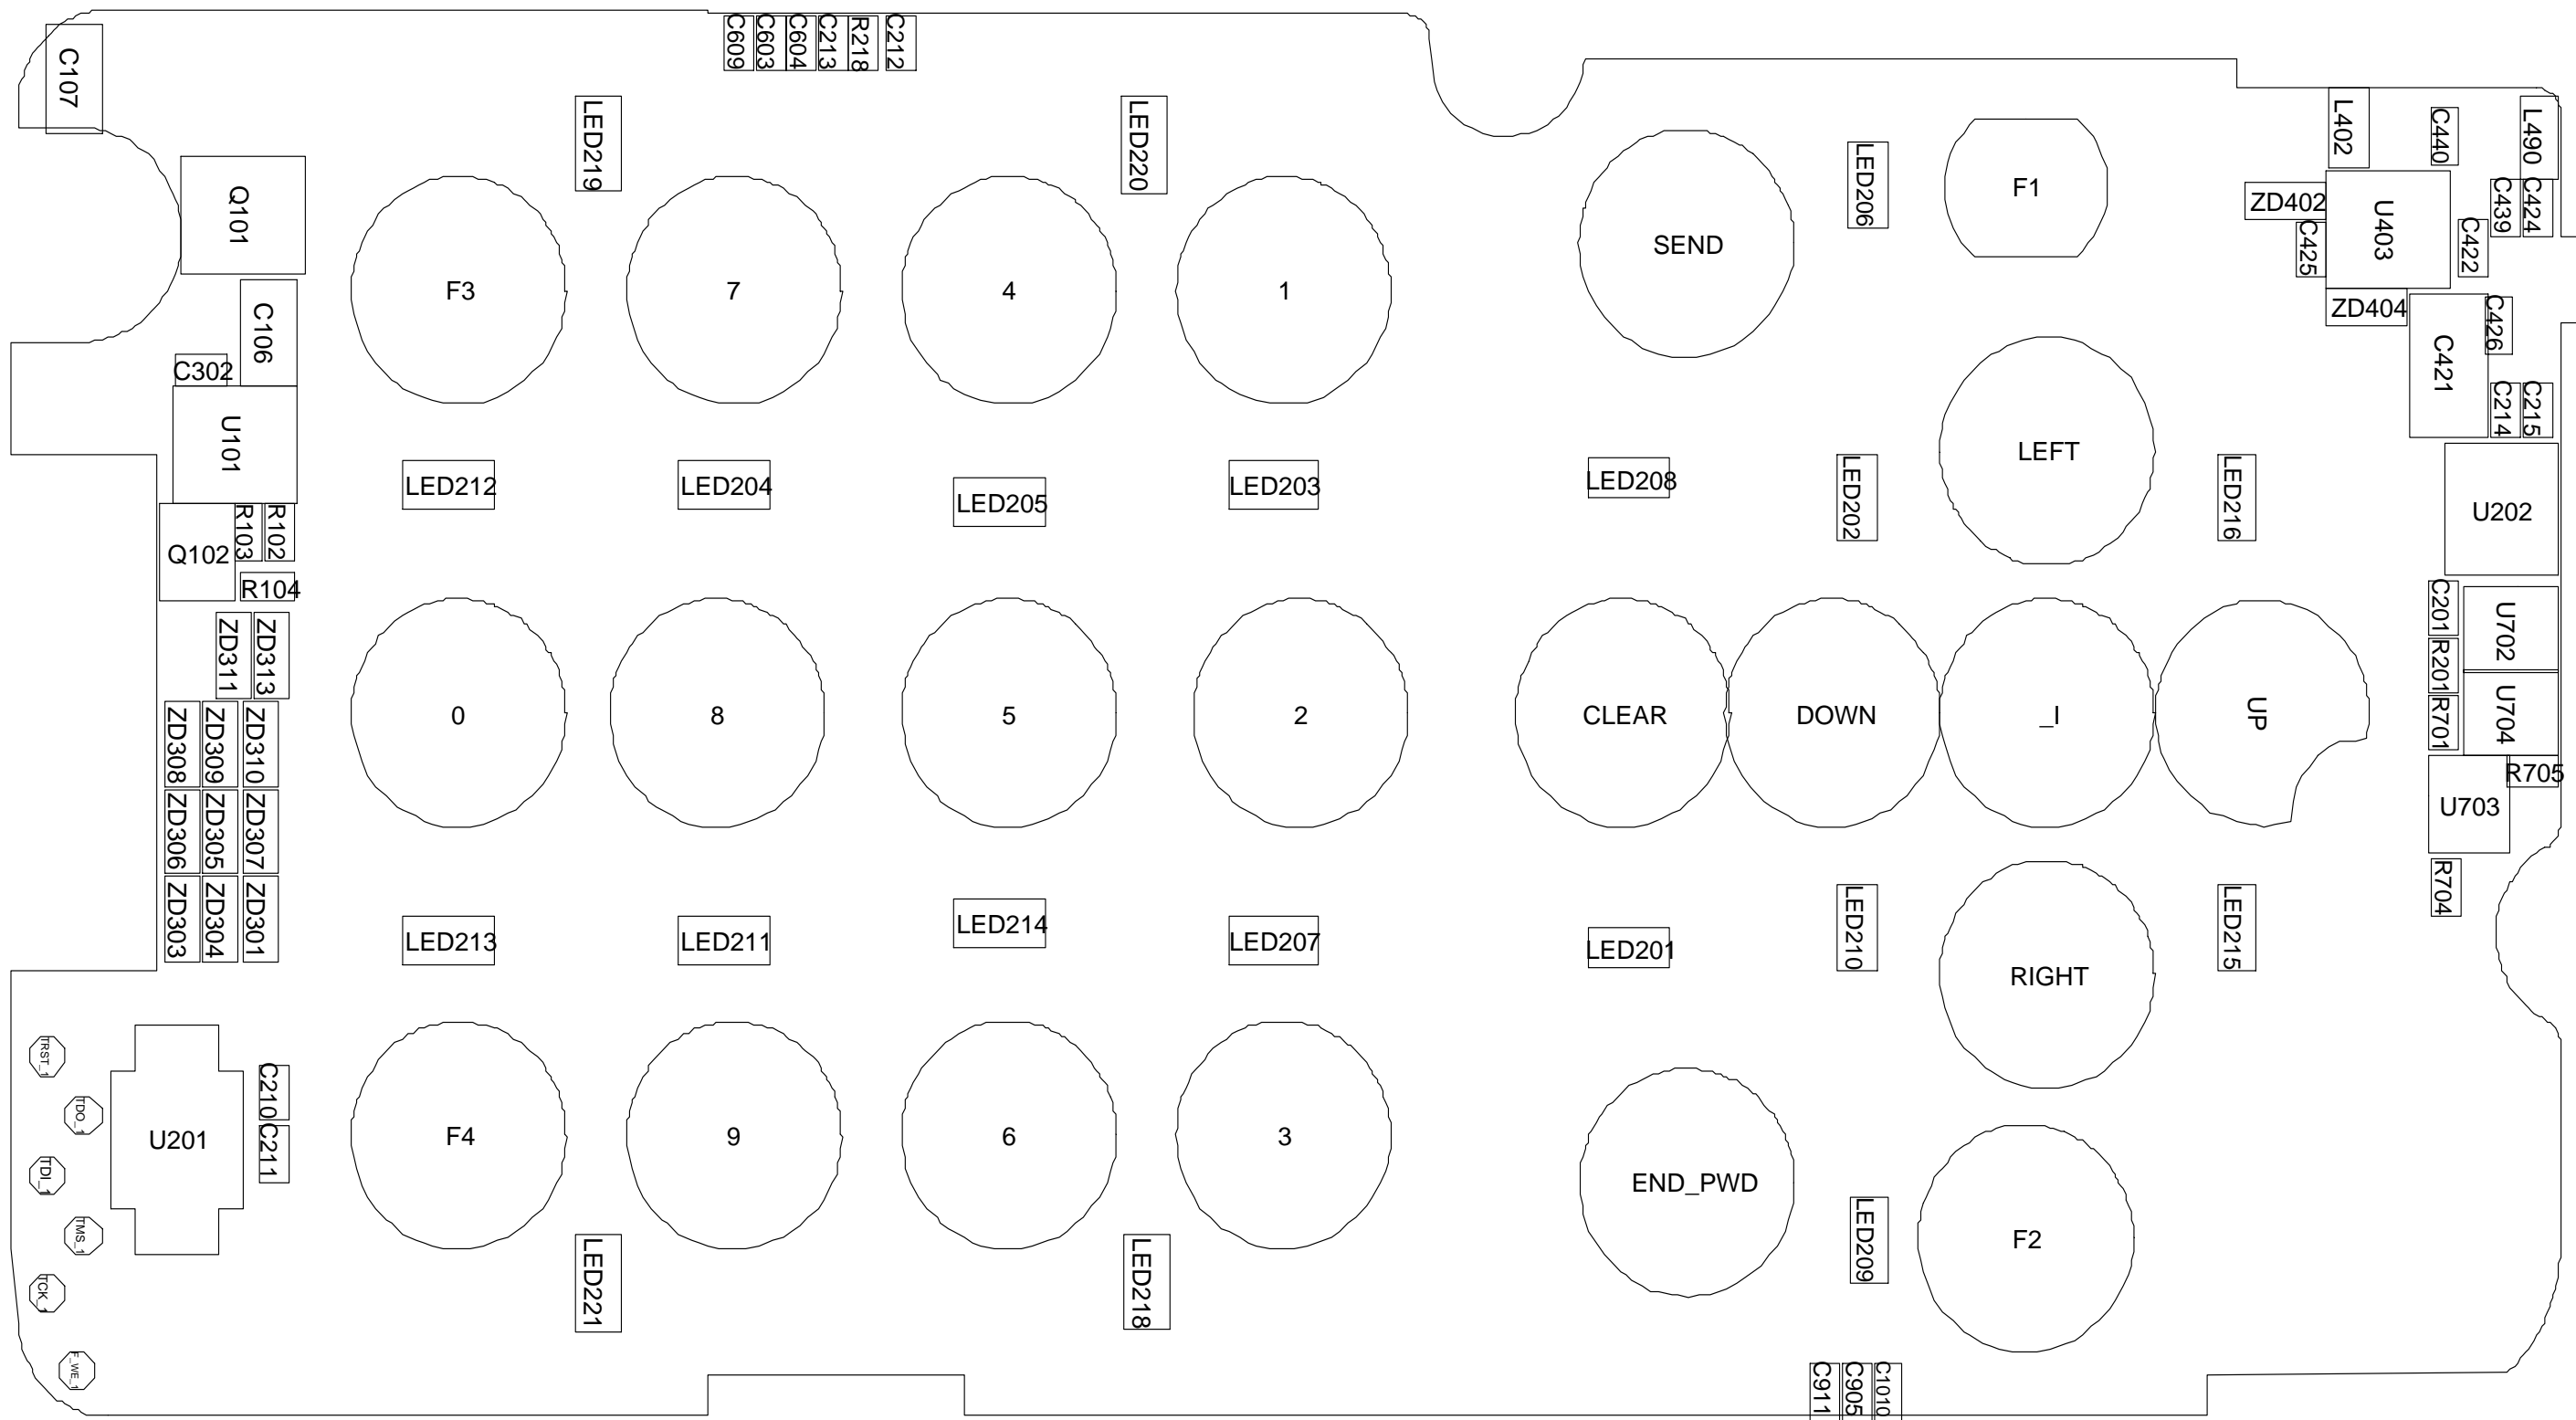 C107
C609
C603
C604
C213
R218
C212
LED219
LED220
LED206
F1
L402
C440
L490
Q101
F3
7
4
1
SEND
ZD402
C425
U403
C439
C424
C422
C106
C302
ZD404
C426
C421
U101
LEFT
C214
C215
LED212
LED204
LED205
LED203
LED208
LED202
LED216
U202
R103
R102
Q102
R104
ZD311
ZD313
C201
U702
R201
ZD308
ZD309
ZD310
0
8
5
2
CLEAR
DOWN
_I
UP
R701
U704
R705
U703
ZD306
ZD305
ZD307
ZD303
ZD304
ZD301
R704
LED213
LED211
LED214
LED207
LED201
LED210
RIGHT
LED215
TRST_1
TDO_1
U201
C210
C211
F4
9
6
3
TDI_1
END_PWD
TMS_1
LED209
F2
TCK_1
LED221
LED218
F_WE_1
C911
C905
C1010